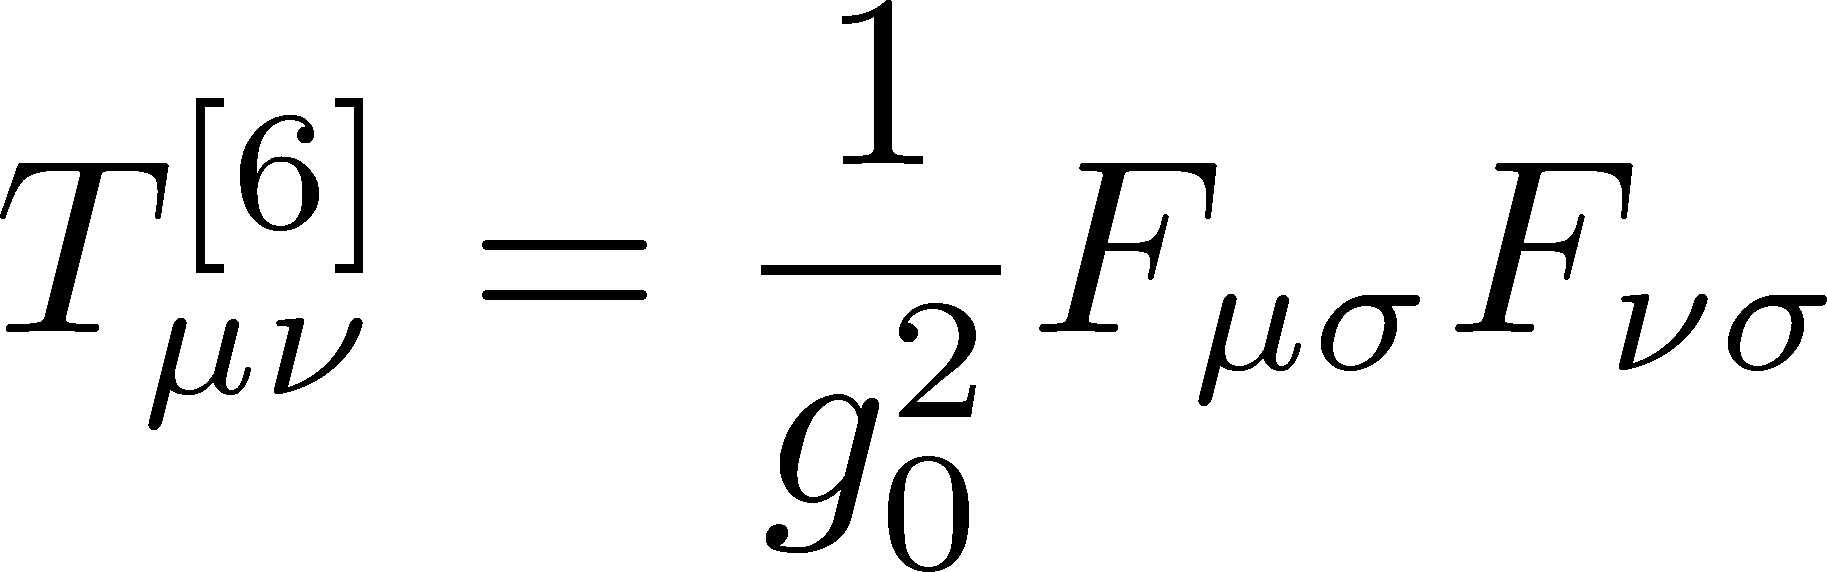 $T_{\mu\nu}^{[6]} = \frac{1}{g_0^2} F_{\mu\sigma} F_{\nu\sigma}$